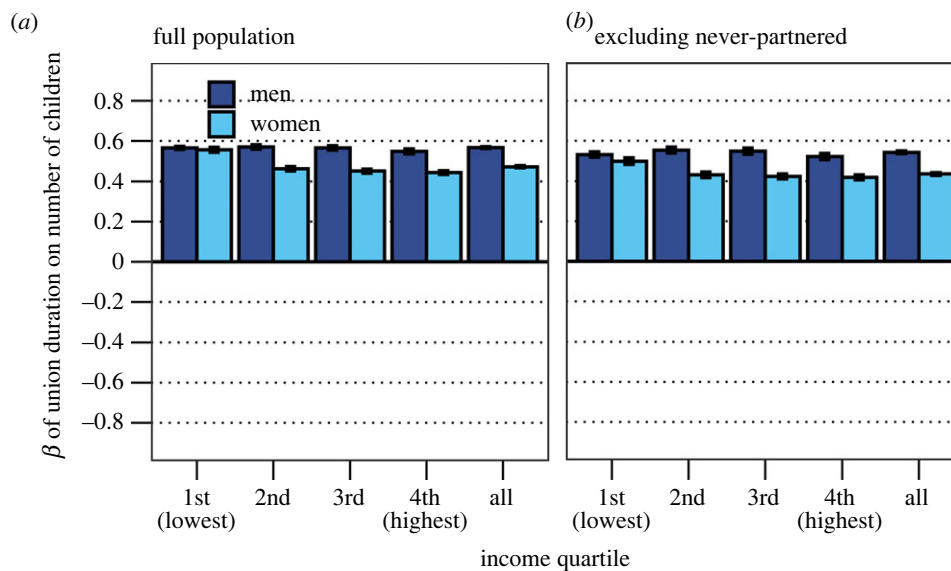 (a)
full population
(b)
excluding never-partnered
β of union duration on number of children
men
women
0.8
0.6
0.4
0.2
0
–0.2
–0.4
–0.6
–0.8
1st
(lowest)
2nd
3rd
4th
(highest)
all
1st
(lowest)
2nd
3rd
4th
(highest)
all
income quartile